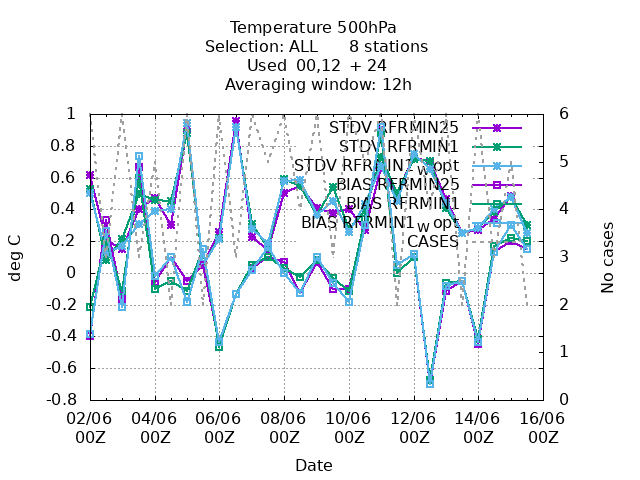 Temperature 500hPa
Selection: ALL 8 stations
Used 00,12 + 24
Averaging window: 12h
STDV RFRMIN25
STDV RFRMIN1
STDV RFRMIN1w opt
BIAS RFRMIN25
BIAS RFRMIN1
BIAS RFRMIN1w opt
CASES
1
0.8
0.6
0.4
0.2
0
-0.2
-0.4
-0.6
-0.8
deg C
6
5
4
3
2
1
0
No cases
02/06 04/06 06/06 08/06 10/06 12/06 14/06 16/06
00Z 00Z 00Z 00Z 00Z 00Z 00Z 00Z
Date